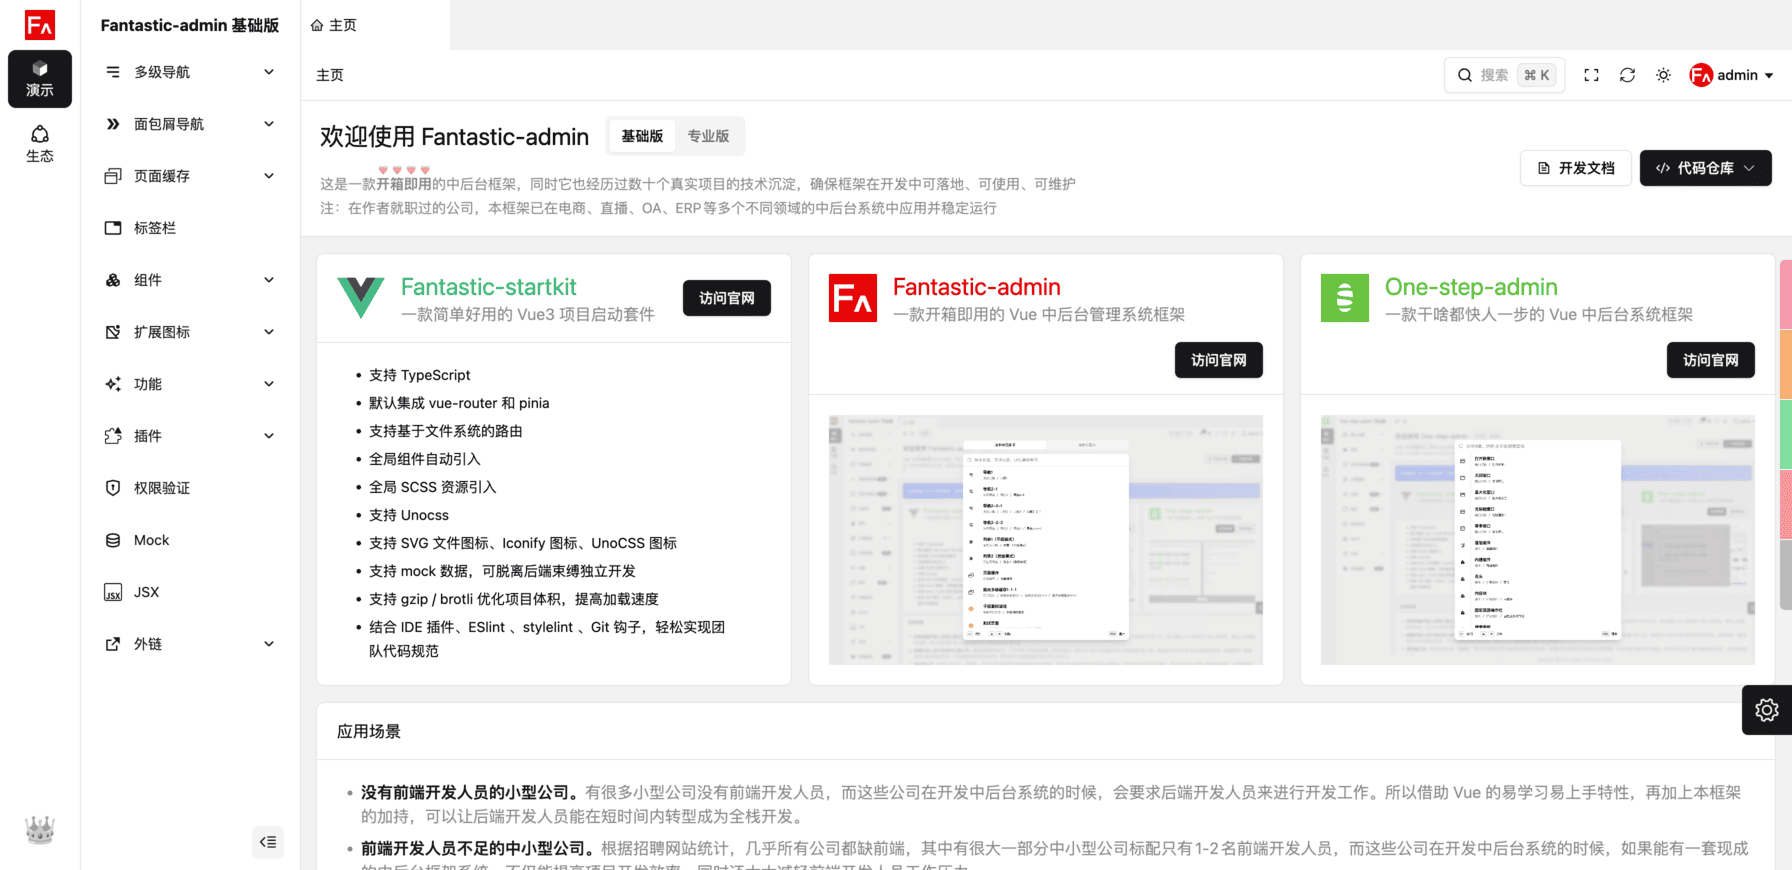 Fantastic-admin 基础版
主页
演示
生态
多级导航
面包屑导航
页面缓存
标签栏
组件
扩展图标
功能
插件
权限验证
Mock
JSX
外链
主页
搜索 ⌘ K
admin
欢迎使用 Fantastic-admin
基础版 专业版
这是一款开箱即用的中后台框架，同时它也经历过数十个真实项目的技术沉淀，确保框架在开发中可落地、可使用、可维护
注：在作者就职过的公司，本框架已在电商、直播、OA、ERP等多个不同领域的中后台系统中应用并稳定运行
开发文档
代码仓库
Fantastic-startkit
一款简单好用的 Vue3 项目启动套件
访问官网
• 支持 TypeScript
• 默认集成 vue-router 和 pinia
• 支持基于文件系统的路由
• 全局组件自动引入
• 全局 SCSS 资源引入
• 支持 Unocss
• 支持 SVG 文件图标、Iconify 图标、UnoCSS 图标
• 支持 mock 数据，可脱离后端束缚独立开发
• 支持 gzip / brotli 优化项目体积，提高加载速度
• 结合 IDE 插件、ESlint 、stylelint 、Git 钩子，轻松实现团
队代码规范
Fantastic-admin
一款开箱即用的 Vue 中后台管理系统框架
访问官网
One-step-admin
一款干啥都快人一步的 Vue 中后台系统框架
访问官网
应用场景
• 没有前端开发人员的小型公司。有很多小型公司没有前端开发人员，而这些公司在开发中后台系统的时候，会要求后端开发人员来进行开发工作。所以借助 Vue 的易学习易上手特性，再加上本框架
的加持，可以让后端开发人员能在短时间内转型成为全栈开发。
• 前端开发人员不足的中小型公司。根据招聘网站统计，几乎所有公司都缺前端，其中有很大一部分中小型公司标配只有1-2名前端开发人员，而这些公司在开发中后台系统的时候，如果能有一套现成